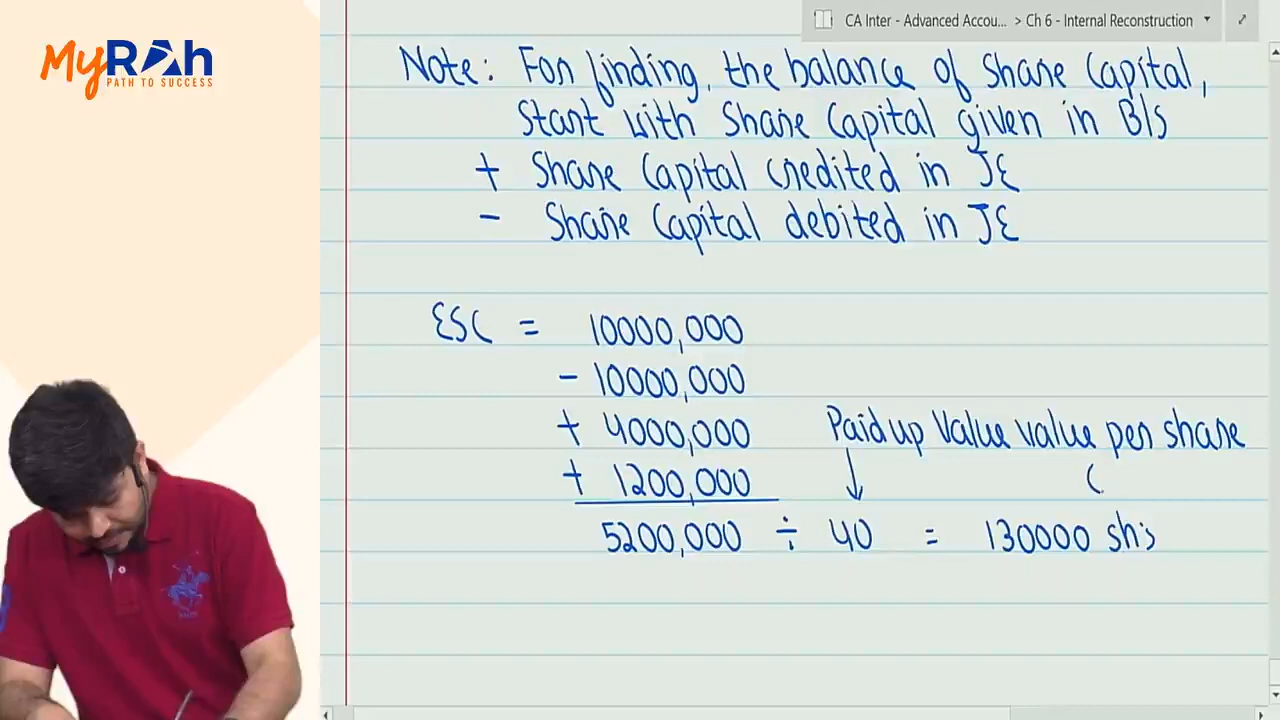 MyRAh
PATH TO SUCCESS
CA Inter - Advanced Accou... > Ch 6 - Internal Reconstruction
Note: For finding, the balance of Share Capital,
Start with Share Capital given in B/S
+ Share Capital credited in JE
- Share Capital debited in JE
ESC = 10000,000
- 10000,000
+ 4000,000
Paid up Value value per share
+ 1200,000
5200,000 ÷ 40 = 130000 sh's